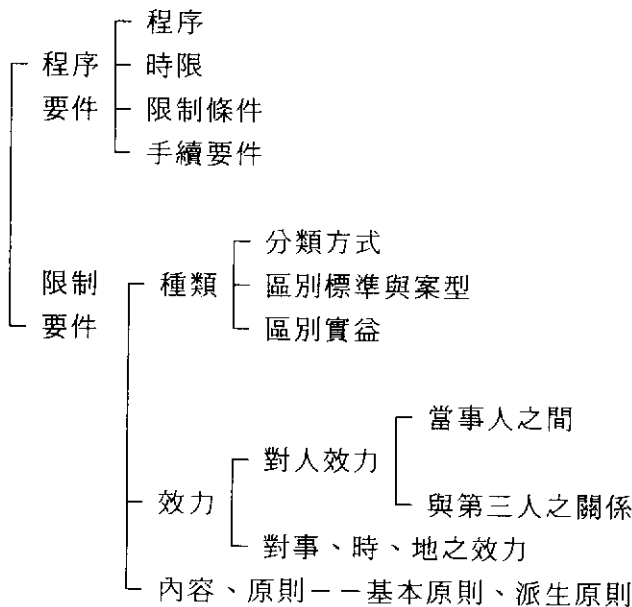 程序
程序
時限
要件
限制條件
手續要件
分類方式
限制
種類
區別標準與案型
要件
區別實益
當事人之間
對人效力
效力
與第三人之關係
對事、時、地之效力
內容、原則——基本原則、派生原則